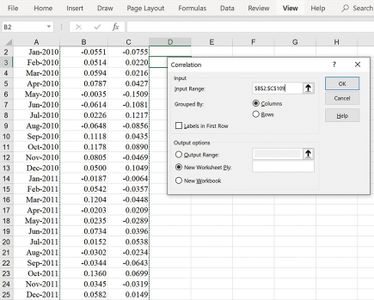 File Home Insert Draw Page Layout Formulas Data Review View Help Search
B2 fx
A B C D E F G H I
2 Jan-2010 -0.0551 -0.0755
3 Feb-2010 0.0514 0.0220
4 Mar-2010 0.0594 0.0216
5 Apr-2010 0.0787 0.0427
6 May-2010 -0.0035 -0.1509
7 Jun-2010 -0.0614 -0.1081
8 Jul-2010 0.0226 0.1217
9 Aug-2010 -0.0648 -0.0856
10 Sep-2010 0.1118 0.0435
11 Oct-2010 0.1178 0.0890
12 Nov-2010 0.0805 -0.0469
13 Dec-2010 0.0500 0.1049
14 Jan-2011 -0.0187 -0.0064
15 Feb-2011 0.0542 -0.0357
16 Mar-2011 0.1204 -0.0448
17 Apr-2011 -0.0203 0.0209
18 May-2011 -0.0235 -0.0349
19 Jun-2011 0.0734 0.0396
20 Jul-2011 0.0152 0.0538
21 Aug-2011 -0.0302 -0.0234
22 Sep-2011 -0.0344 -0.0643
23 Oct-2011 0.1360 0.0699
24 Nov-2011 0.0345 -0.0319
25 Dec-2011 0.0582 0.0149
Correlation ? ×
Input
Input Range: $B$2:$C$109 OK
Grouped By: Columns Cancel
Rows Help
Labels in First Row
Output options
Output Range:
New Worksheet Ply:
New Workbook